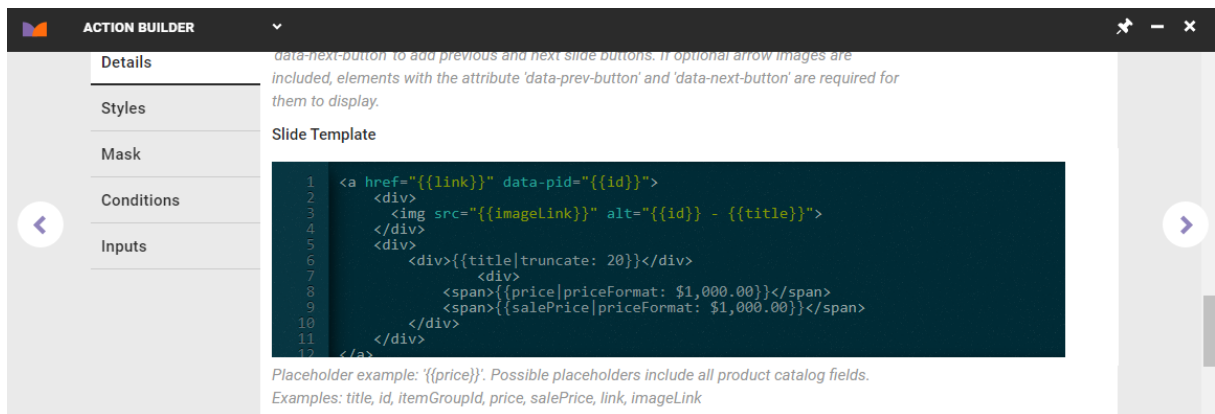 ACTION BUILDER
Details
Styles
Mask
Conditions
Inputs
'data-next-button' to add previous and next slide buttons. If optional arrow images are
included, elements with the attribute 'data-prev-button' and 'data-next-button' are required for
them to display.
Slide Template
1 <a href="{{link}}" data-pid="{{id}}">
2 <div>
3 <img src="{{imageLink}}" alt="{{id}} - {{title}}">
4 </div>
5 <div>
6 <div>{{title|truncate: 20}}</div>
7 <div>
8 <span>{{price|priceFormat: $1,000.00}}</span>
9 <span>{{salePrice|priceFormat: $1,000.00}}</span>
10 </div>
11 </div>
12 </a>
Placeholder example: '{{price}}'. Possible placeholders include all product catalog fields.
Examples: title, id, itemGroupId, price, salePrice, link, imageLink